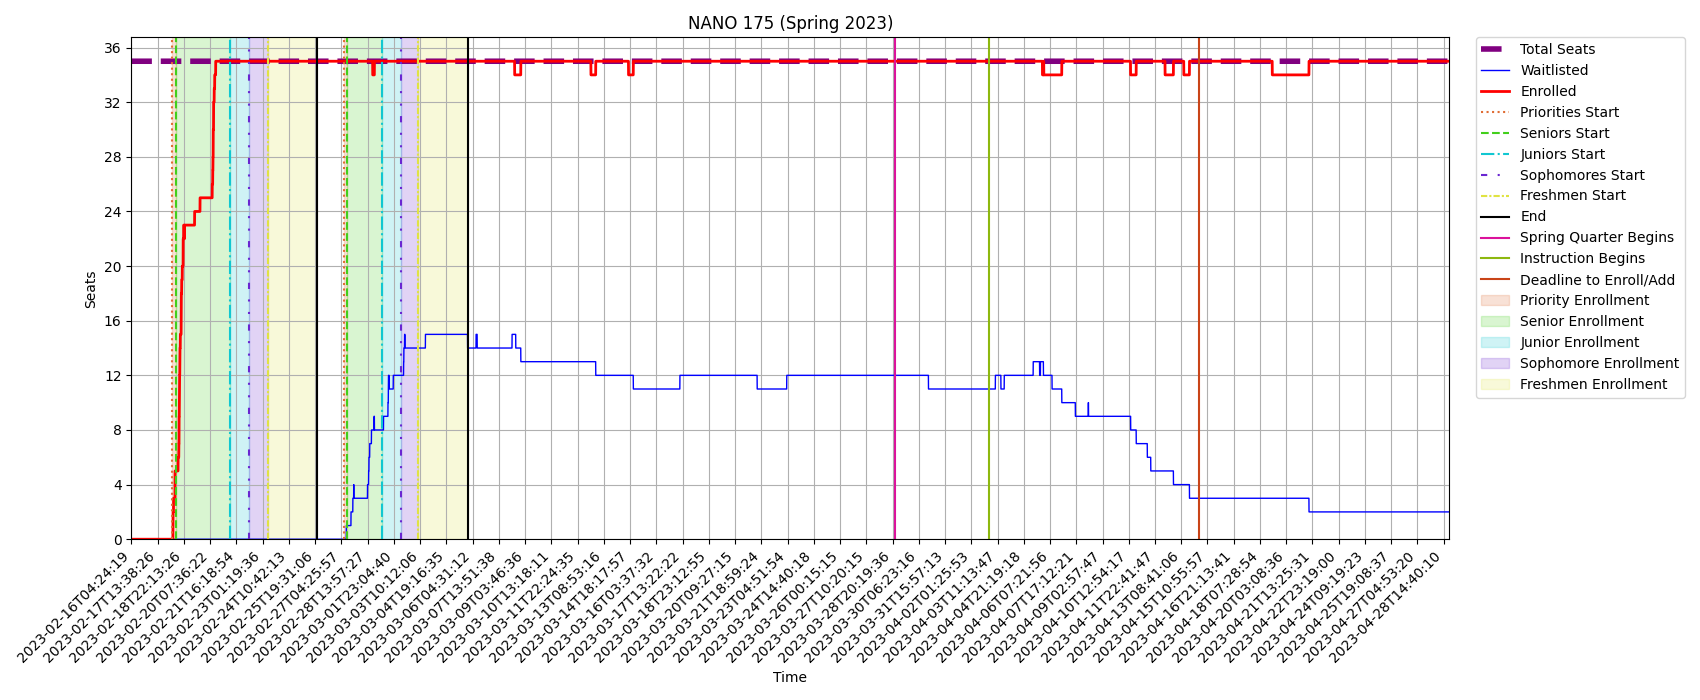 NANO 175 (Spring 2023)
36
32
28
24
20
16
12
8
4
0
Seats
2023-02-16T04:24:19
2023-02-17T13:38:26
2023-02-18T22:13:26
2023-02-20T07:36:22
2023-02-21T16:18:54
2023-02-23T01:19:36
2023-02-24T10:42:13
2023-02-25T19:31:06
2023-02-27T04:25:57
2023-02-28T13:57:27
2023-03-01T23:04:40
2023-03-03T10:12:06
2023-03-04T19:16:35
2023-03-06T04:31:12
2023-03-07T13:51:38
2023-03-09T03:46:36
2023-03-10T13:18:11
2023-03-11T22:24:35
2023-03-13T08:53:16
2023-03-14T18:17:57
2023-03-16T03:37:32
2023-03-17T13:22:22
2023-03-18T23:12:55
2023-03-20T09:27:15
2023-03-21T18:59:24
2023-03-23T04:51:54
2023-03-24T14:40:18
2023-03-26T00:15:15
2023-03-27T10:20:15
2023-03-28T20:19:36
2023-03-30T06:23:16
2023-03-31T15:57:13
2023-04-02T01:25:53
2023-04-03T11:13:47
2023-04-04T21:19:18
2023-04-06T07:21:56
2023-04-07T17:12:21
2023-04-09T02:57:47
2023-04-10T12:54:17
2023-04-11T22:41:47
2023-04-13T08:41:06
2023-04-15T10:55:57
2023-04-16T21:13:41
2023-04-18T07:28:54
2023-04-20T03:08:36
2023-04-21T13:25:31
2023-04-22T23:19:00
2023-04-24T09:19:23
2023-04-25T19:08:37
2023-04-27T04:53:20
2023-04-28T14:40:10
Time
Total Seats
Waitlisted
Enrolled
Priorities Start
Seniors Start
Juniors Start
Sophomores Start
Freshmen Start
End
Spring Quarter Begins
Instruction Begins
Deadline to Enroll/Add
Priority Enrollment
Senior Enrollment
Junior Enrollment
Sophomore Enrollment
Freshmen Enrollment